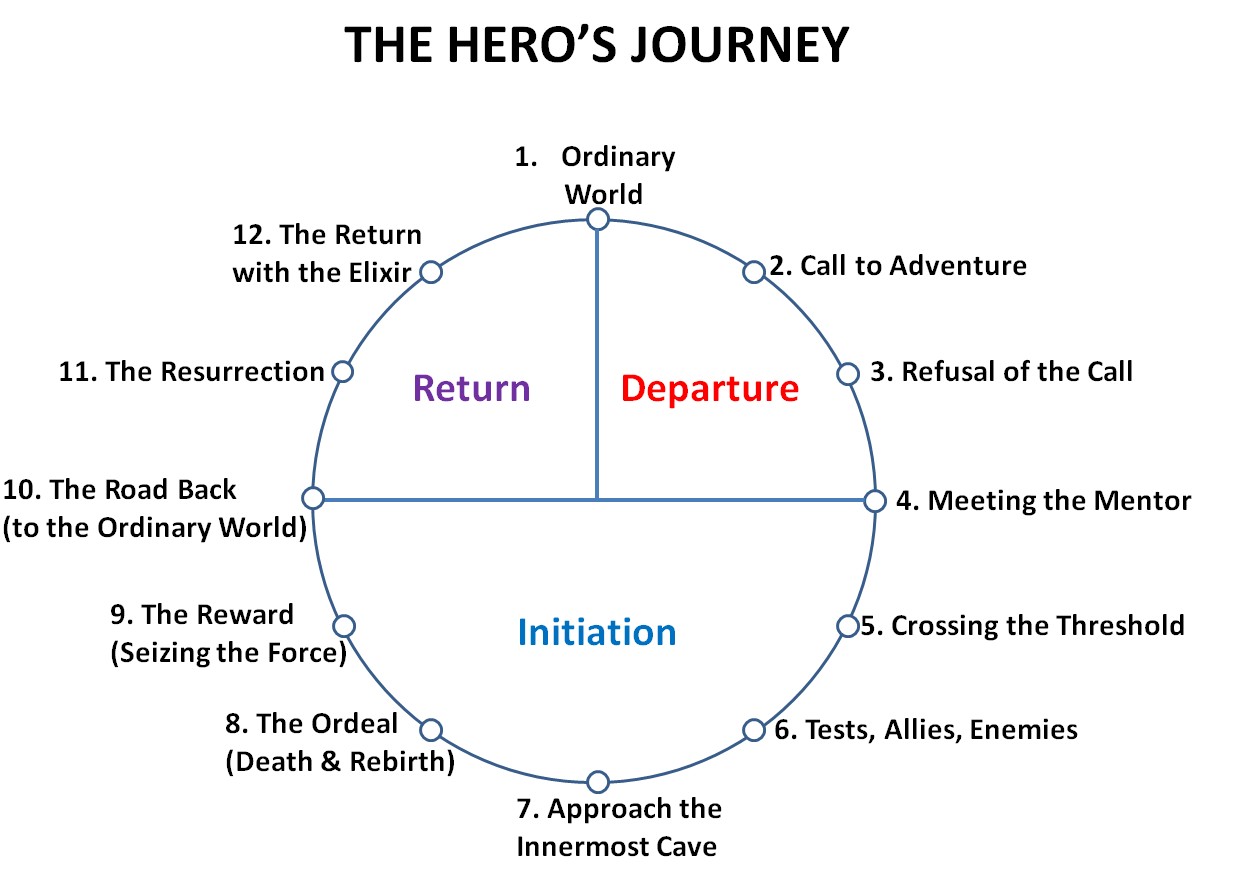 THE HERO’S JOURNEY
1. Ordinary
World
2. Call to Adventure
3. Refusal of the Call
4. Meeting the Mentor
5. Crossing the Threshold
6. Tests, Allies, Enemies
7. Approach the
Innermost Cave
8. The Ordeal
(Death & Rebirth)
9. The Reward
(Seizing the Force)
10. The Road Back
(to the Ordinary World)
11. The Resurrection
12. The Return
with the Elixir
Return
Departure
Initiation